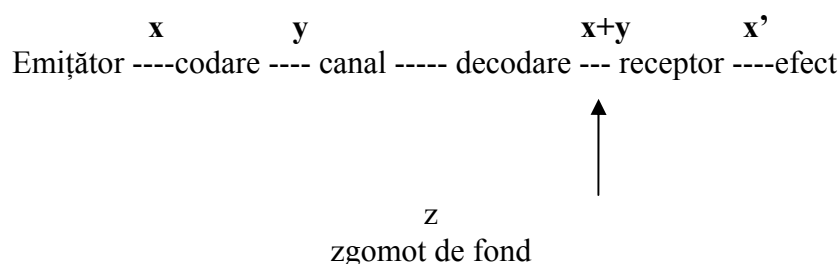 x y x+y x’
Emițător ----codare ---- canal ----- decodare --- receptor ----efect
z
zgomot de fond